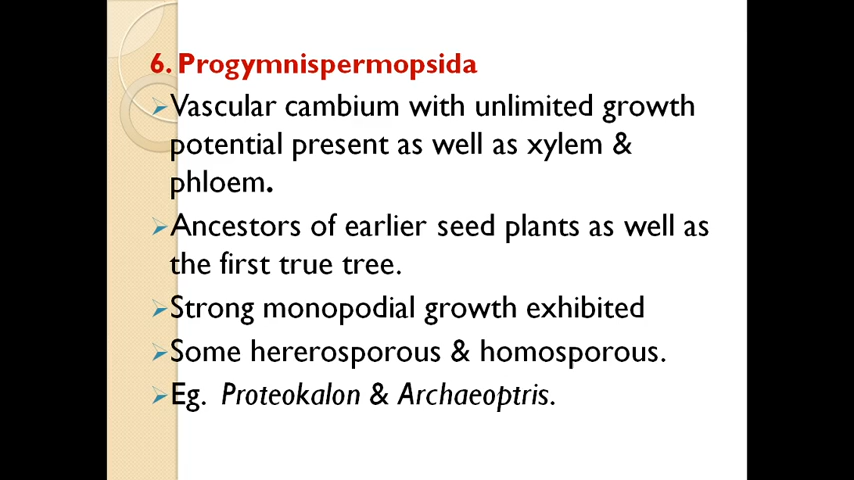 6. Progymnispermopsida
Vascular cambium with unlimited growth
potential present as well as xylem &
phloem.
Ancestors of earlier seed plants as well as
the first true tree.
Strong monopodial growth exhibited
Some hererosporous & homosporous.
Eg. Proteokalon & Archaeoptris.